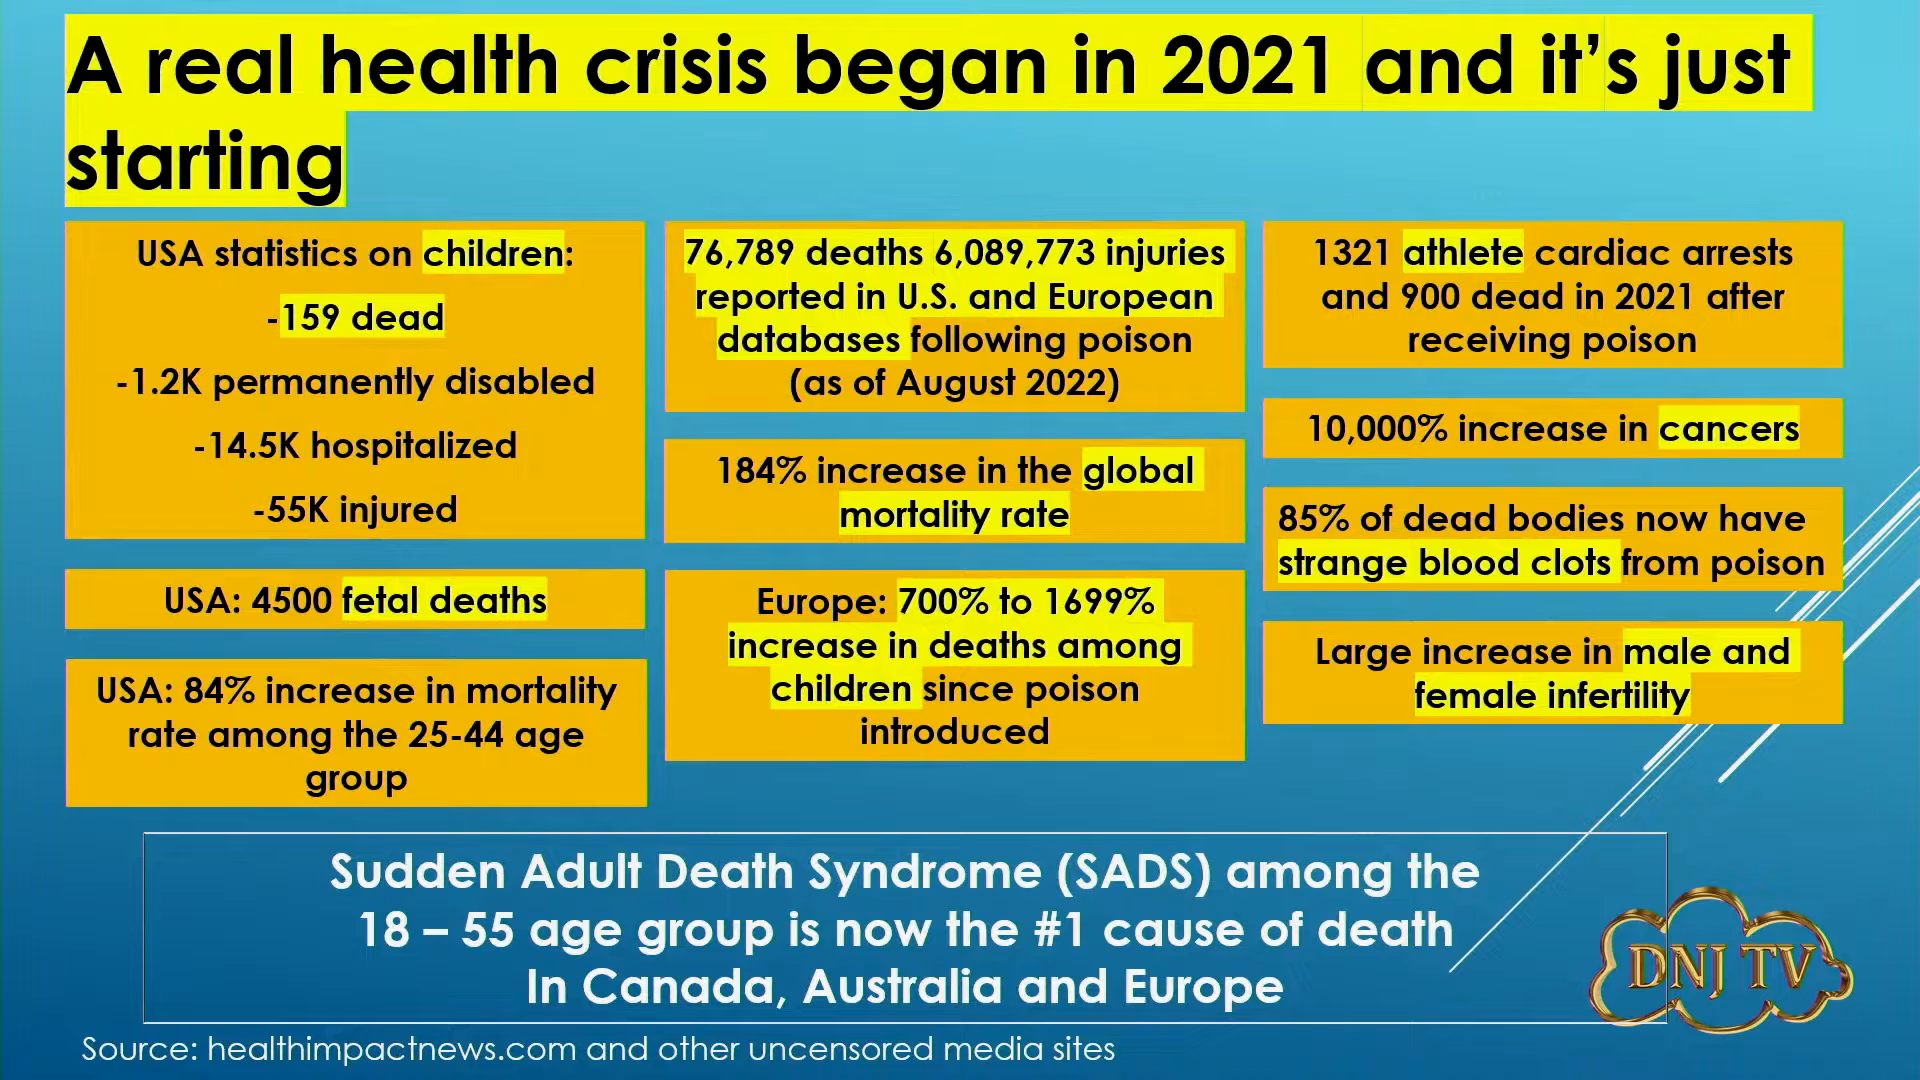 A real health crisis began in 2021 and it's just
starting
USA statistics on children:
-159 dead
-1.2K permanently disabled
-14.5K hospitalized
-55K injured
USA: 4500 fetal deaths
USA: 84% increase in mortality
rate among the 25-44 age
group
76,789 deaths 6,089,773 injuries
reported in U.S. and European
databases following poison
(as of August 2022)
184% increase in the global
mortality rate
Europe: 700% to 1699%
increase in deaths among
children since poison
introduced
1321 athlete cardiac arrests
and 900 dead in 2021 after
receiving poison
10,000% increase in cancers
85% of dead bodies now have
strange blood clots from poison
Large increase in male and
female infertility
Sudden Adult Death Syndrome (SADS) among the
18 – 55 age group is now the #1 cause of death
In Canada, Australia and Europe
DNJ TV
Source: healthimpactnews.com and other uncensored media sites